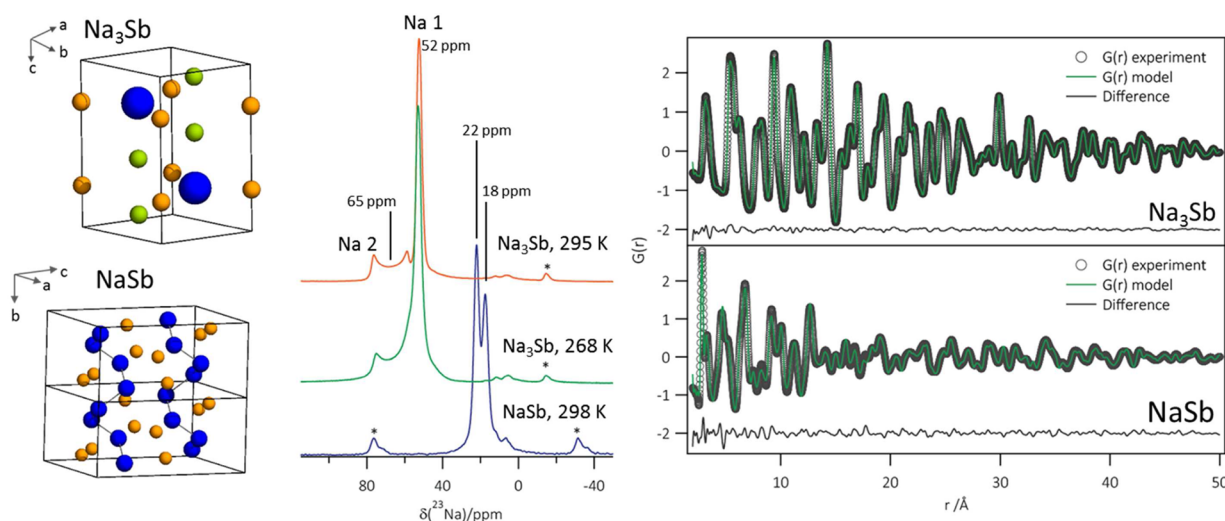 Na₃Sb
a
b
c
NaSb
c
a
b
Na 1
52 ppm
22 ppm
18 ppm
65 ppm
Na 2
Na₃Sb, 295 K
*
Na₃Sb, 268 K
*
NaSb, 298 K
*
*
80
40
0
-40
δ(²³Na)/ppm
G(r) experiment
G(r) model
Difference
2
1
0
-1
-2
Na₃Sb
G(r)
G(r) experiment
G(r) model
Difference
2
1
0
-1
-2
NaSb
10
20
30
40
50
r /Å